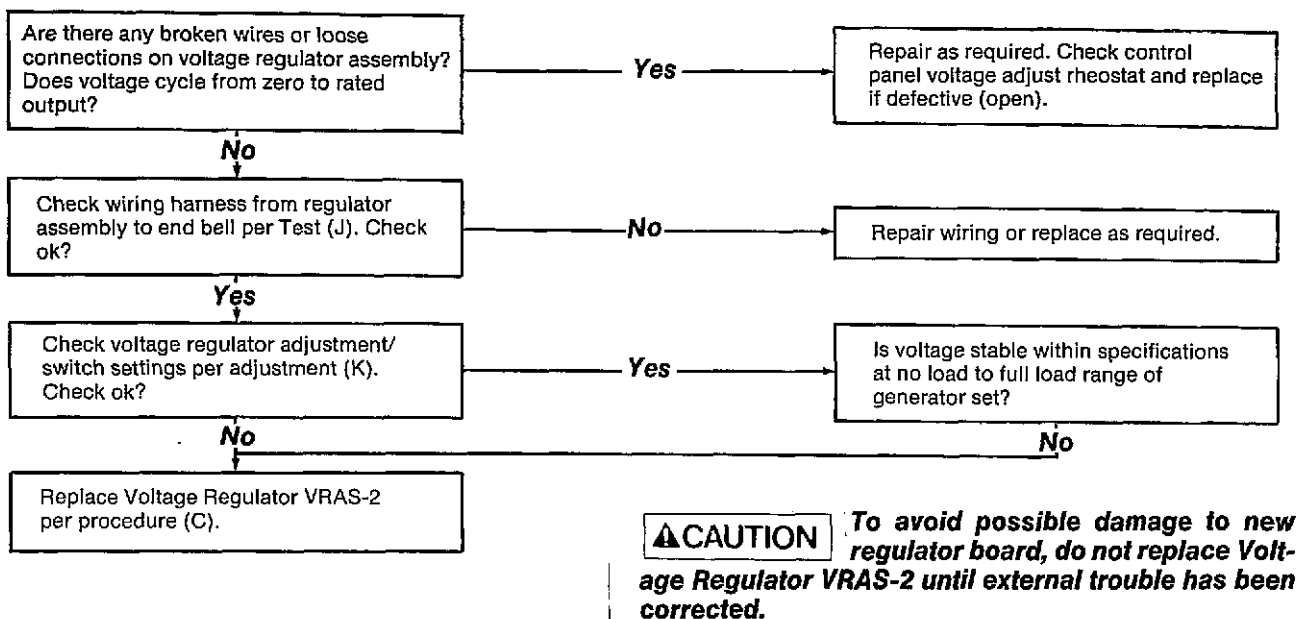 Are there any broken wires or loose
connections on voltage regulator assembly?
Does voltage cycle from zero to rated
output?
Yes
Repair as required. Check control
panel voltage adjust rheostat and replace
if defective (open).
No
Check wiring harness from regulator
assembly to end bell per Test (J). Check
ok?
No
Repair wiring or replace as required.
Yes
Check voltage regulator adjustment/
switch settings per adjustment (K).
Check ok?
Yes
Is voltage stable within specifications
at no load to full load range of
generator set?
No
No
Replace Voltage Regulator VRAS-2
per procedure (C).
CAUTION To avoid possible damage to new
regulator board, do not replace Volt-
age Regulator VRAS-2 until external trouble has been
corrected.